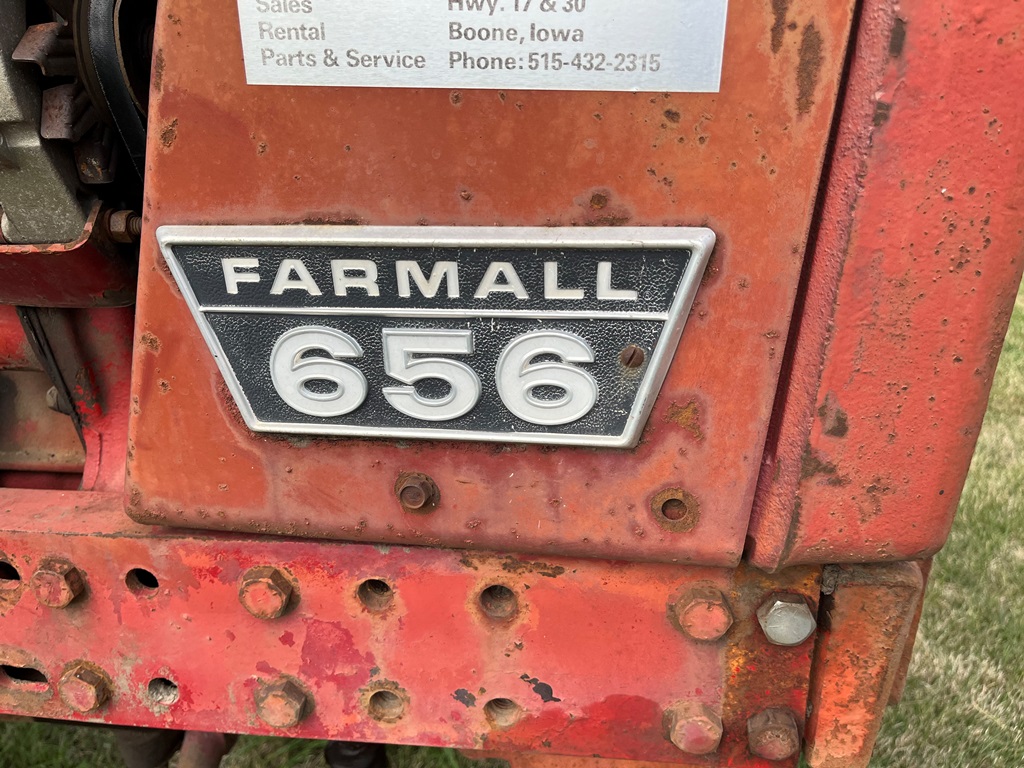 Sales Hwy. 17 & 30
Rental Boone, Iowa
Parts & Service Phone: 515-432-2315
FARMALL
656